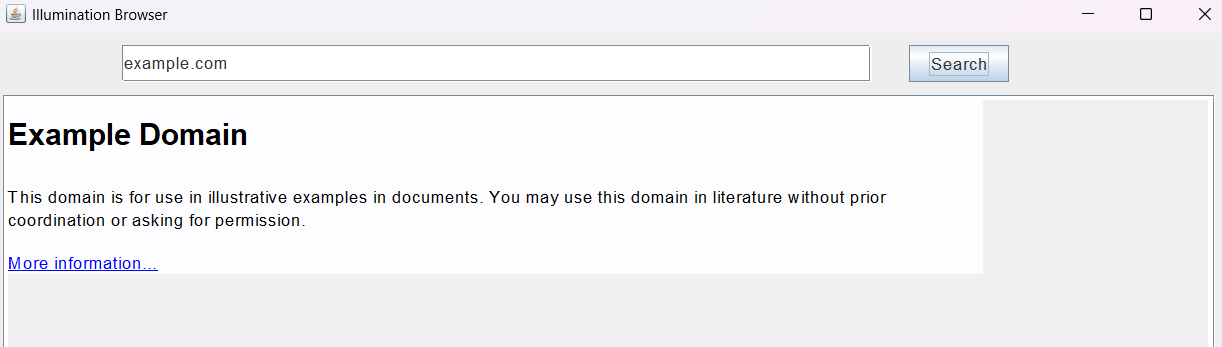 Illumination Browser
example.com
Search
Example Domain
This domain is for use in illustrative examples in documents. You may use this domain in literature without prior
coordination or asking for permission.
More information...